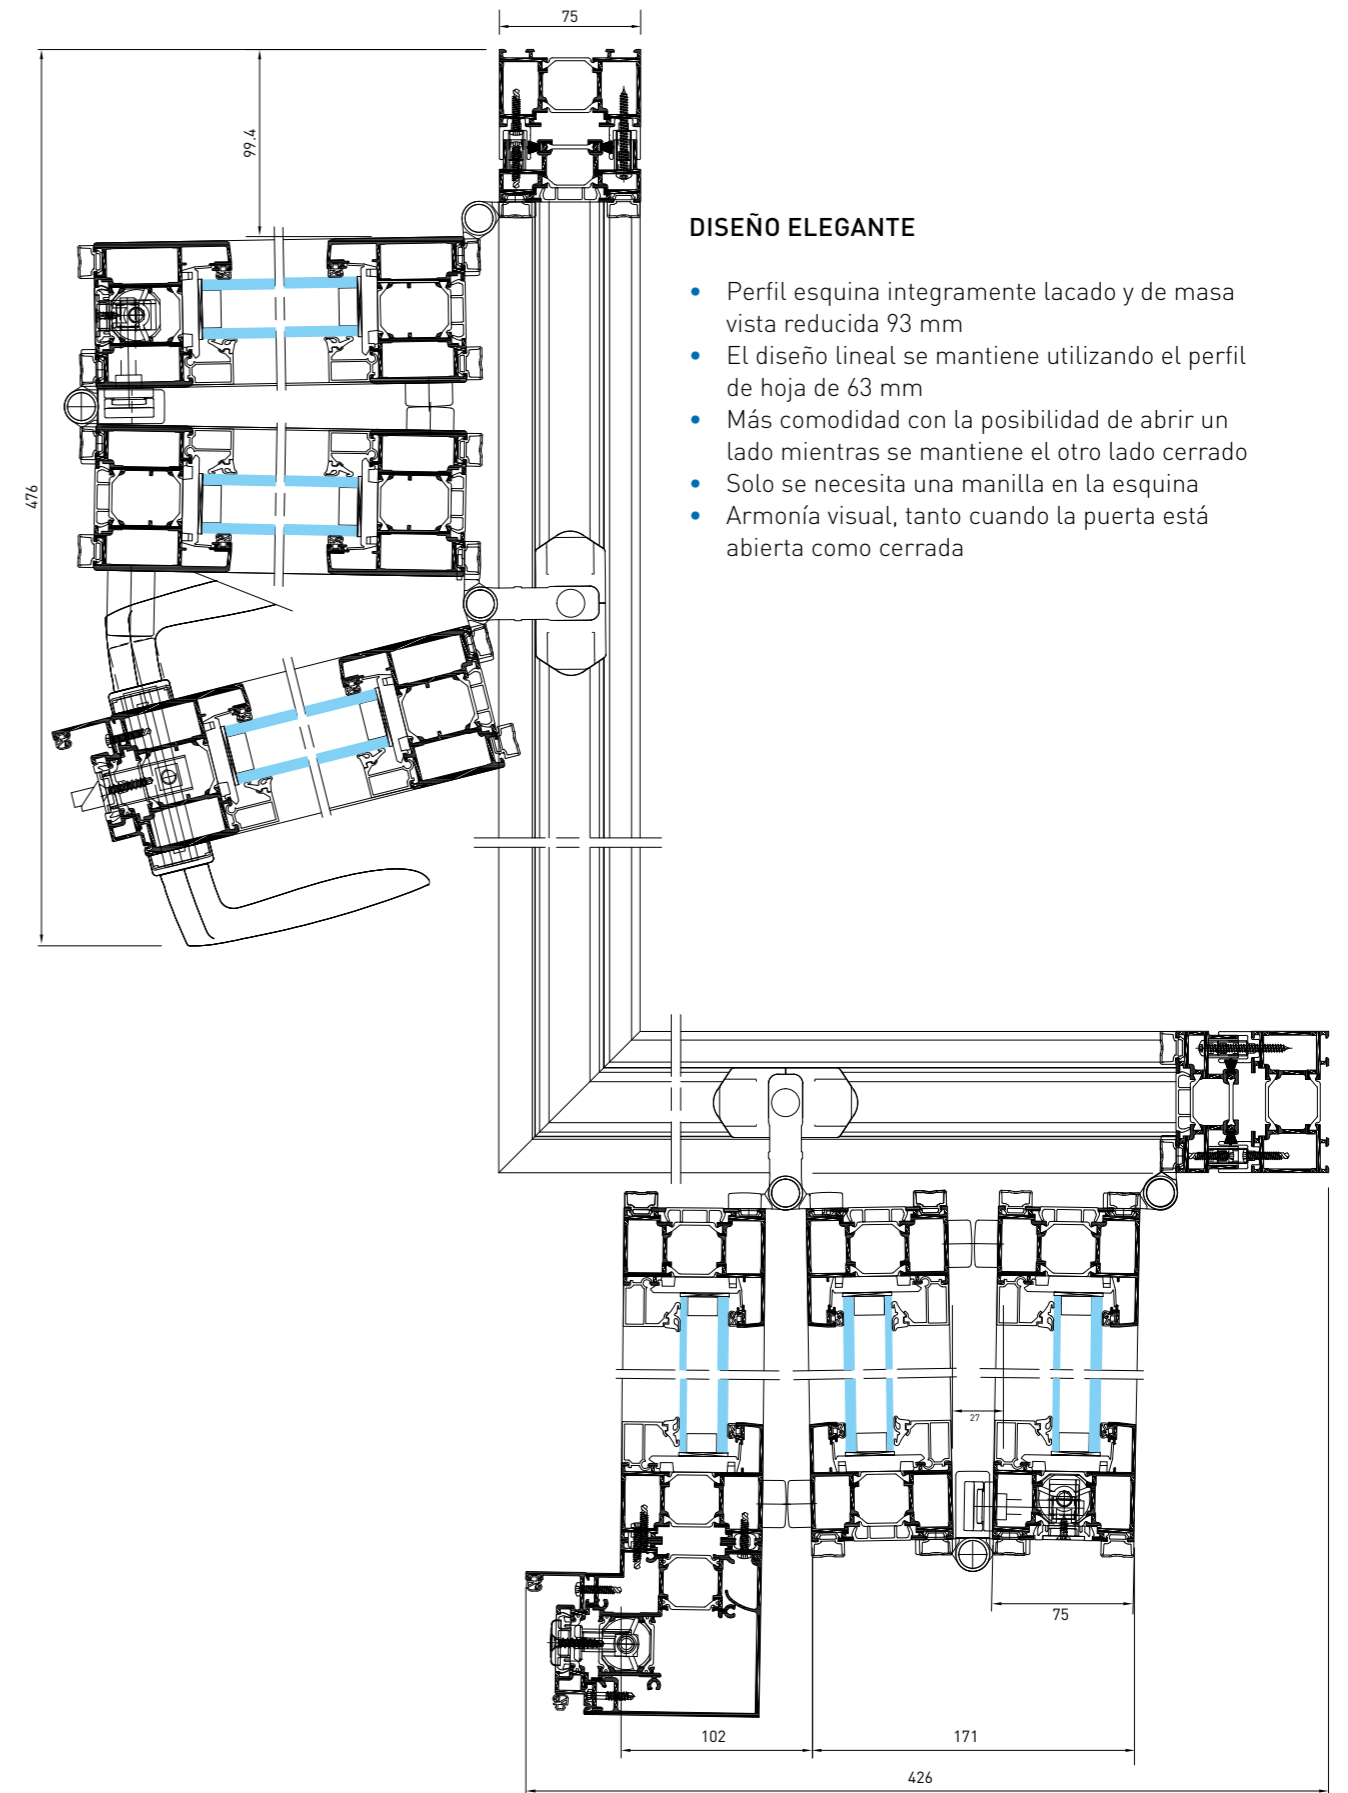 75
99.4
476
DISEÑO ELEGANTE
• Perfil esquina integramente lacado y de masa
vista reducida 93 mm
• El diseño lineal se mantiene utilizando el perfil
de hoja de 63 mm
• Más comodidad con la posibilidad de abrir un
lado mientras se mantiene el otro lado cerrado
• Solo se necesita una manilla en la esquina
• Armonía visual, tanto cuando la puerta está
abierta como cerrada
27
75
102
171
426